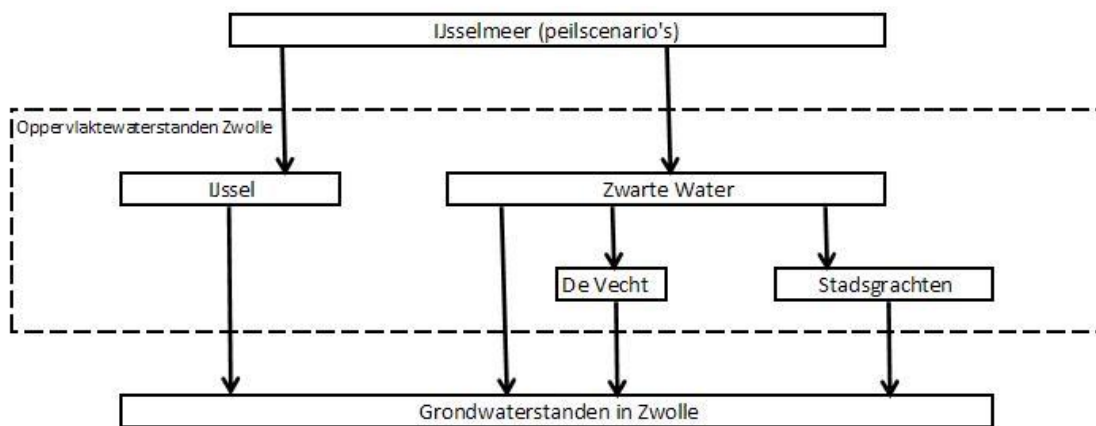 IJsselmeer (peilscenario's)
Oppervlaktewaterstanden Zwolle
IJssel
Zwarte Water
De Vecht
Stadsgrachten
Grondwaterstanden in Zwolle